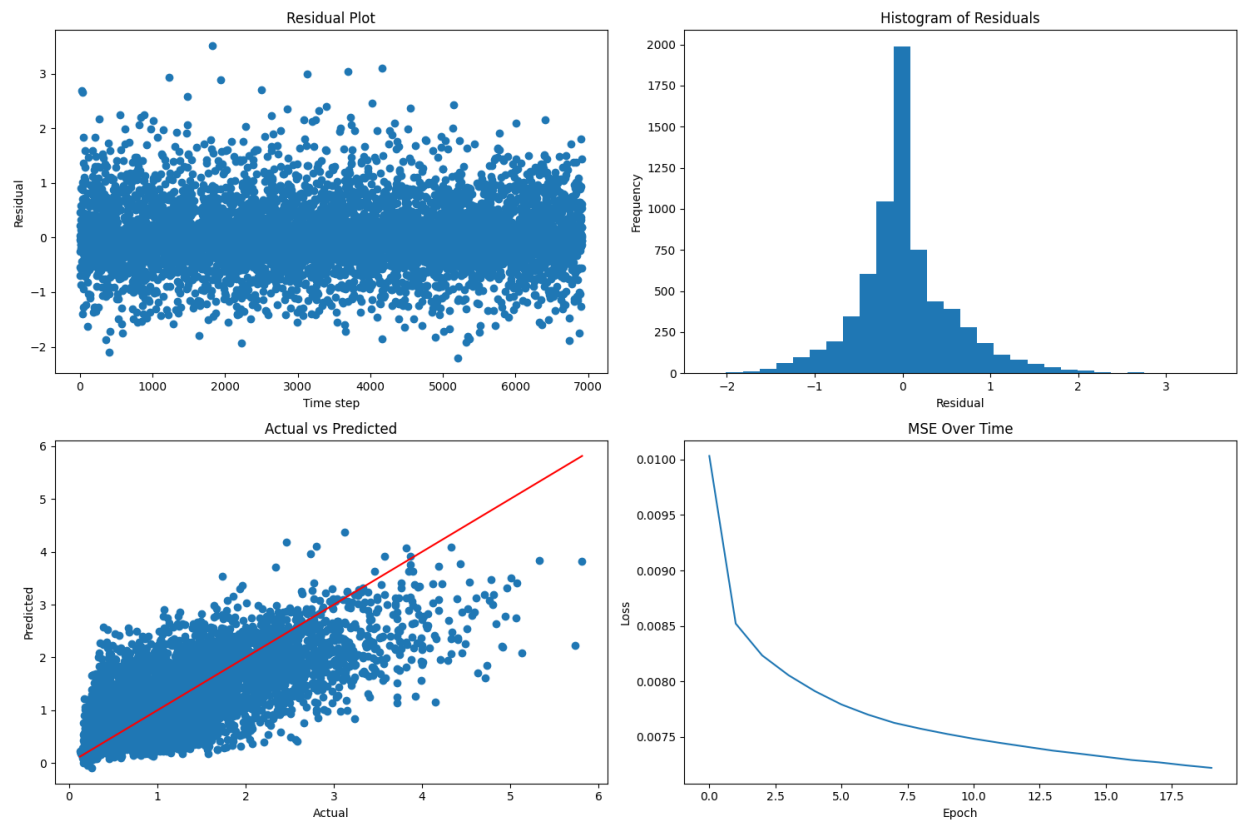 Residual Plot
Residual
3
2
1
0
−1
−2
0 1000 2000 3000 4000 5000 6000 7000
Time step
Histogram of Residuals
Frequency
2000
1750
1500
1250
1000
750
500
250
0
−2 −1 0 1 2 3
Residual
Actual vs Predicted
Predicted
6
5
4
3
2
1
0
0 1 2 3 4 5 6
Actual
MSE Over Time
Loss
0.0100
0.0095
0.0090
0.0085
0.0080
0.0075
0.0 2.5 5.0 7.5 10.0 12.5 15.0 17.5
Epoch